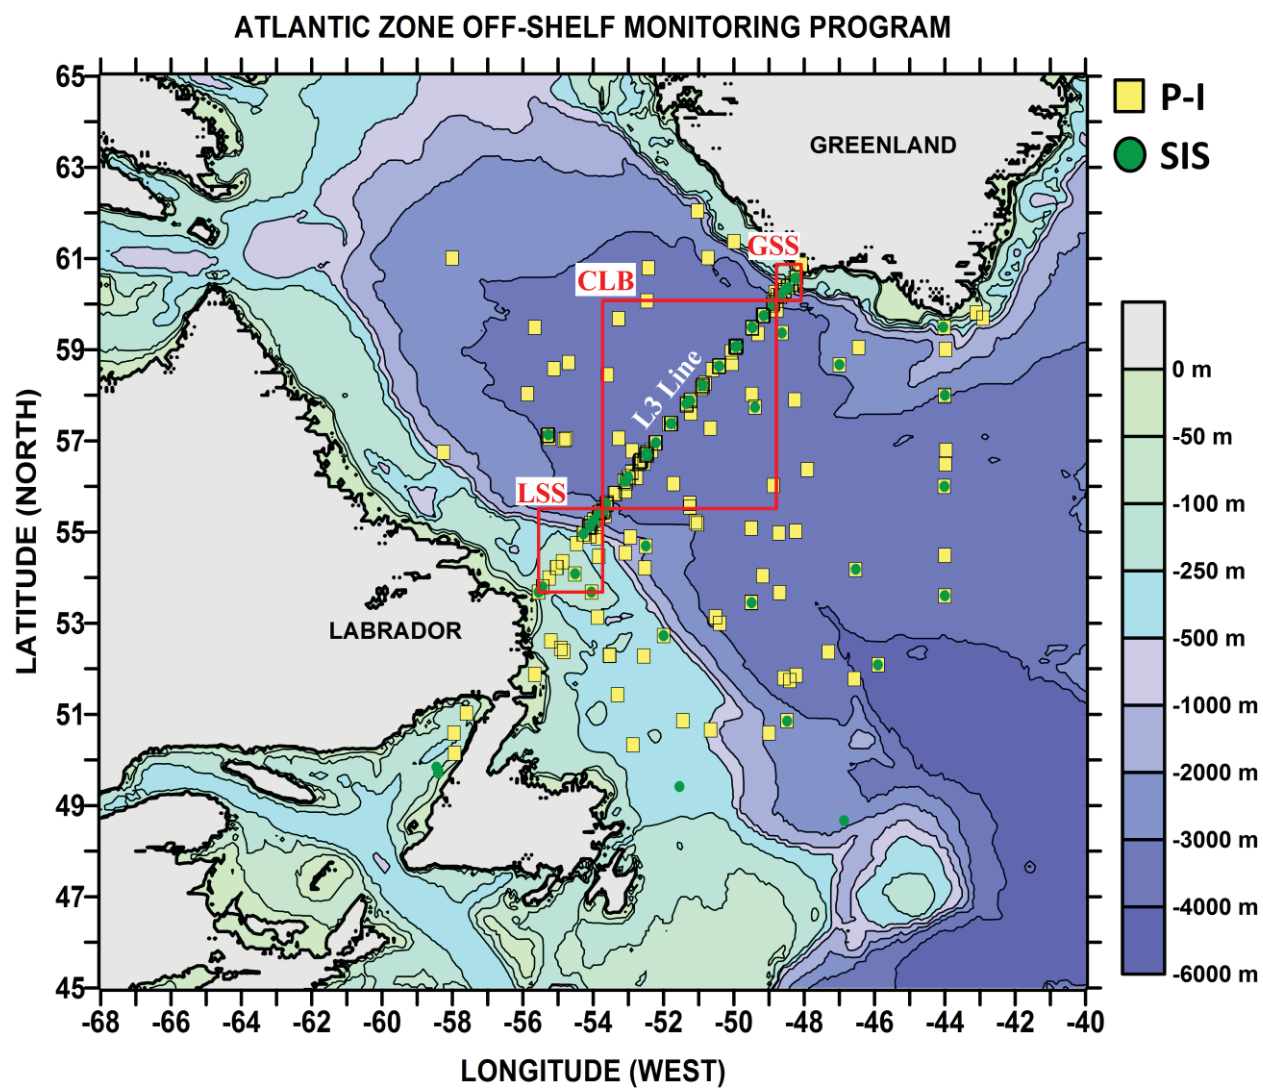 ATLANTIC ZONE OFF-SHELF MONITORING PROGRAM
65
63
61
59
57
55
53
51
49
47
45
LATITUDE (NORTH)
-68
-66
-64
-62
-60
-58
-56
-54
-52
-50
-48
-46
-44
-42
-40
LONGITUDE (WEST)
GREENLAND
GSS
CLB
L3 Line
LSS
LABRADOR
P-I
SIS
0 m
-50 m
-100 m
-250 m
-500 m
-1000 m
-2000 m
-3000 m
-4000 m
-6000 m